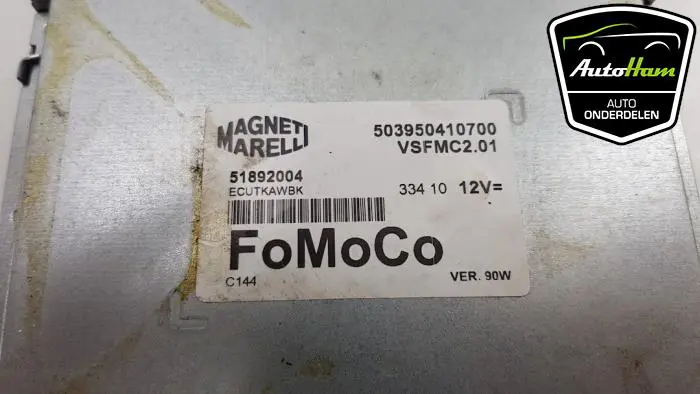 MAGNETI
MARELLI
503950410700
VSFMC2.01
51892004
ECUTKAWBK
334 10 12V=
FoMoCo
C144
VER. 90W
AutoHam
AUTO
ONDERDELEN